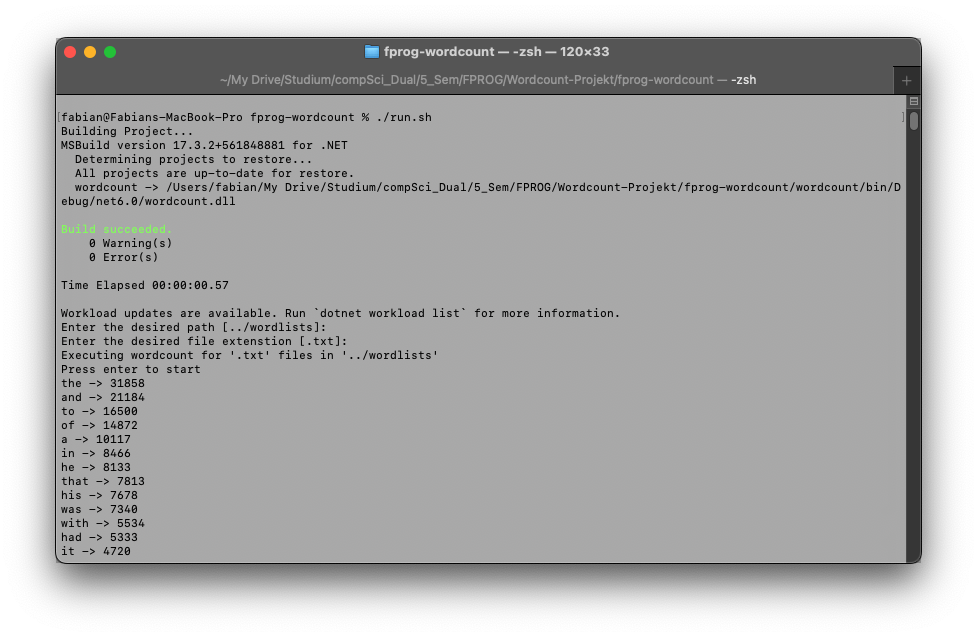 fprog-wordcount — -zsh — 120×33
~/My Drive/Studium/compSci_Dual/5_Sem/FPROG/Wordcount-Projekt/fprog-wordcount — -zsh
[fabian@Fabians-MacBook-Pro fprog-wordcount % ./run.sh ]
Building Project...
MSBuild version 17.3.2+561848881 for .NET
  Determining projects to restore...
  All projects are up-to-date for restore.
  wordcount -> /Users/fabian/My Drive/Studium/compSci_Dual/5_Sem/FPROG/Wordcount-Projekt/fprog-wordcount/wordcount/bin/D
ebug/net6.0/wordcount.dll
Build succeeded.
    0 Warning(s)
    0 Error(s)
Time Elapsed 00:00:00.57
Workload updates are available. Run `dotnet workload list` for more information.
Enter the desired path [../wordlists]:
Enter the desired file extenstion [.txt]:
Executing wordcount for '.txt' files in '../wordlists'
Press enter to start
the -> 31858
and -> 21184
to -> 16500
of -> 14872
a -> 10117
in -> 8466
he -> 8133
that -> 7813
his -> 7678
was -> 7340
with -> 5534
had -> 5333
it -> 4720